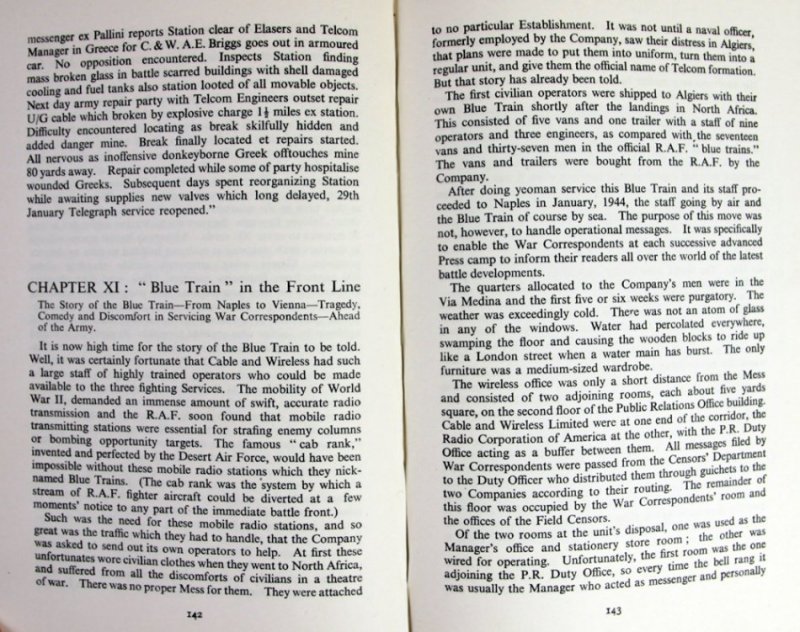 messenger ex Pallini reports Station clear of Elasers and Telcom
Manager in Greece for C. & W. A.E. Briggs goes out in armoured
car. No opposition encountered. Inspects Station finding
mass broken glass in battle scarred buildings with shell damaged
cooling and fuel tanks also station looted of all movable objects.
Next day army repair party with Telcom Engineers outset repair
U/G cable which broken by explosive charge 1½ miles ex station.
Difficulty encountered locating as break skilfully hidden and
added danger mine. Break finally located et repairs started.
All nervous as inoffensive donkeyborne Greek offtouches mine
80 yards away. Repair completed while some of party hospitalise
wounded Greeks. Subsequent days spent reorganizing Station
while awaiting supplies new valves which long delayed, 29th
January Telegraph service reopened."
CHAPTER XI: "Blue Train" in the Front Line
The Story of the Blue Train—From Naples to Vienna—Tragedy,
Comedy and Discomfort in Servicing War Correspondents—Ahead
of the Army.
It is now high time for the story of the Blue Train to be told.
Well, it was certainly fortunate that Cable and Wireless had such
a large staff of highly trained operators who could be made
available to the three fighting Services. The mobility of World
War II, demanded an immense amount of swift, accurate radio
transmission and the R.A.F. soon found that mobile radio
transmitting stations were essential for strafing enemy columns
or bombing opportunity targets. The famous "cab rank,"
invented and perfected by the Desert Air Force, would have been
impossible without these mobile radio stations which they nick-
named Blue Trains. (The cab rank was the system by which a
stream of R.A.F. fighter aircraft could be diverted at a few
moments' notice to any part of the immediate battle front.)
Such was the need for these mobile radio stations, and so
great was the traffic which they had to handle, that the Company
was asked to send out its own operators to help. At first these
unfortunates wore civilian clothes when they went to North Africa,
and suffered from all the discomforts of civilians in a theatre
of war. There was no proper Mess for them. They were attached
142
to no particular Establishment. It was not until a naval officer,
formerly employed by the Company, saw their distress in Algiers,
that plans were made to put them into uniform, turn them into a
regular unit, and give them the official name of Telcom formation.
But that story has already been told.
The first civilian operators were shipped to Algiers with their
own Blue Train shortly after the landings in North Africa.
This consisted of five vans and one trailer with a staff of nine
operators and three engineers, as compared with the seventeen
vans and thirty-seven men in the official R.A.F. "blue trains."
The vans and trailers were bought from the R.A.F. by the
Company.
After doing yeoman service this Blue Train and its staff pro-
ceeded to Naples in January, 1944, the staff going by air and
the Blue Train of course by sea. The purpose of this move was
not, however, to handle operational messages. It was specifically
to enable the War Correspondents at each successive advanced
Press camp to inform their readers all over the world of the latest
battle developments.
The quarters allocated to the Company's men were in the
Via Medina and the first five or six weeks were purgatory. The
weather was exceedingly cold. There was not an atom of glass
in any of the windows. Water had percolated everywhere,
swamping the floor and causing the wooden blocks to ride up
like a London street when a water main has burst. The only
furniture was a medium-sized wardrobe.
The wireless office was only a short distance from the Mess
and consisted of two adjoining rooms, each about five yards
square, on the second floor of the Public Relations Office building.
Cable and Wireless Limited were at one end of the corridor, the
Radio Corporation of America at the other, with the P.R. Duty
Office acting as a buffer between them. All messages filed by
War Correspondents were passed from the Censors' Department
to the Duty Officer who distributed them through guichets to the
two Companies according to their routing. The remainder of
this floor was occupied by the War Correspondents' room and
the offices of the Field Censors.
Of the two rooms at the unit's disposal, one was used as the
Manager's office and stationery store room; the other was
wired for operating. Unfortunately, the first room was the one
adjoining the P.R. Duty Office, so every time the bell rang it
was usually the Manager who acted as messenger and personally
143